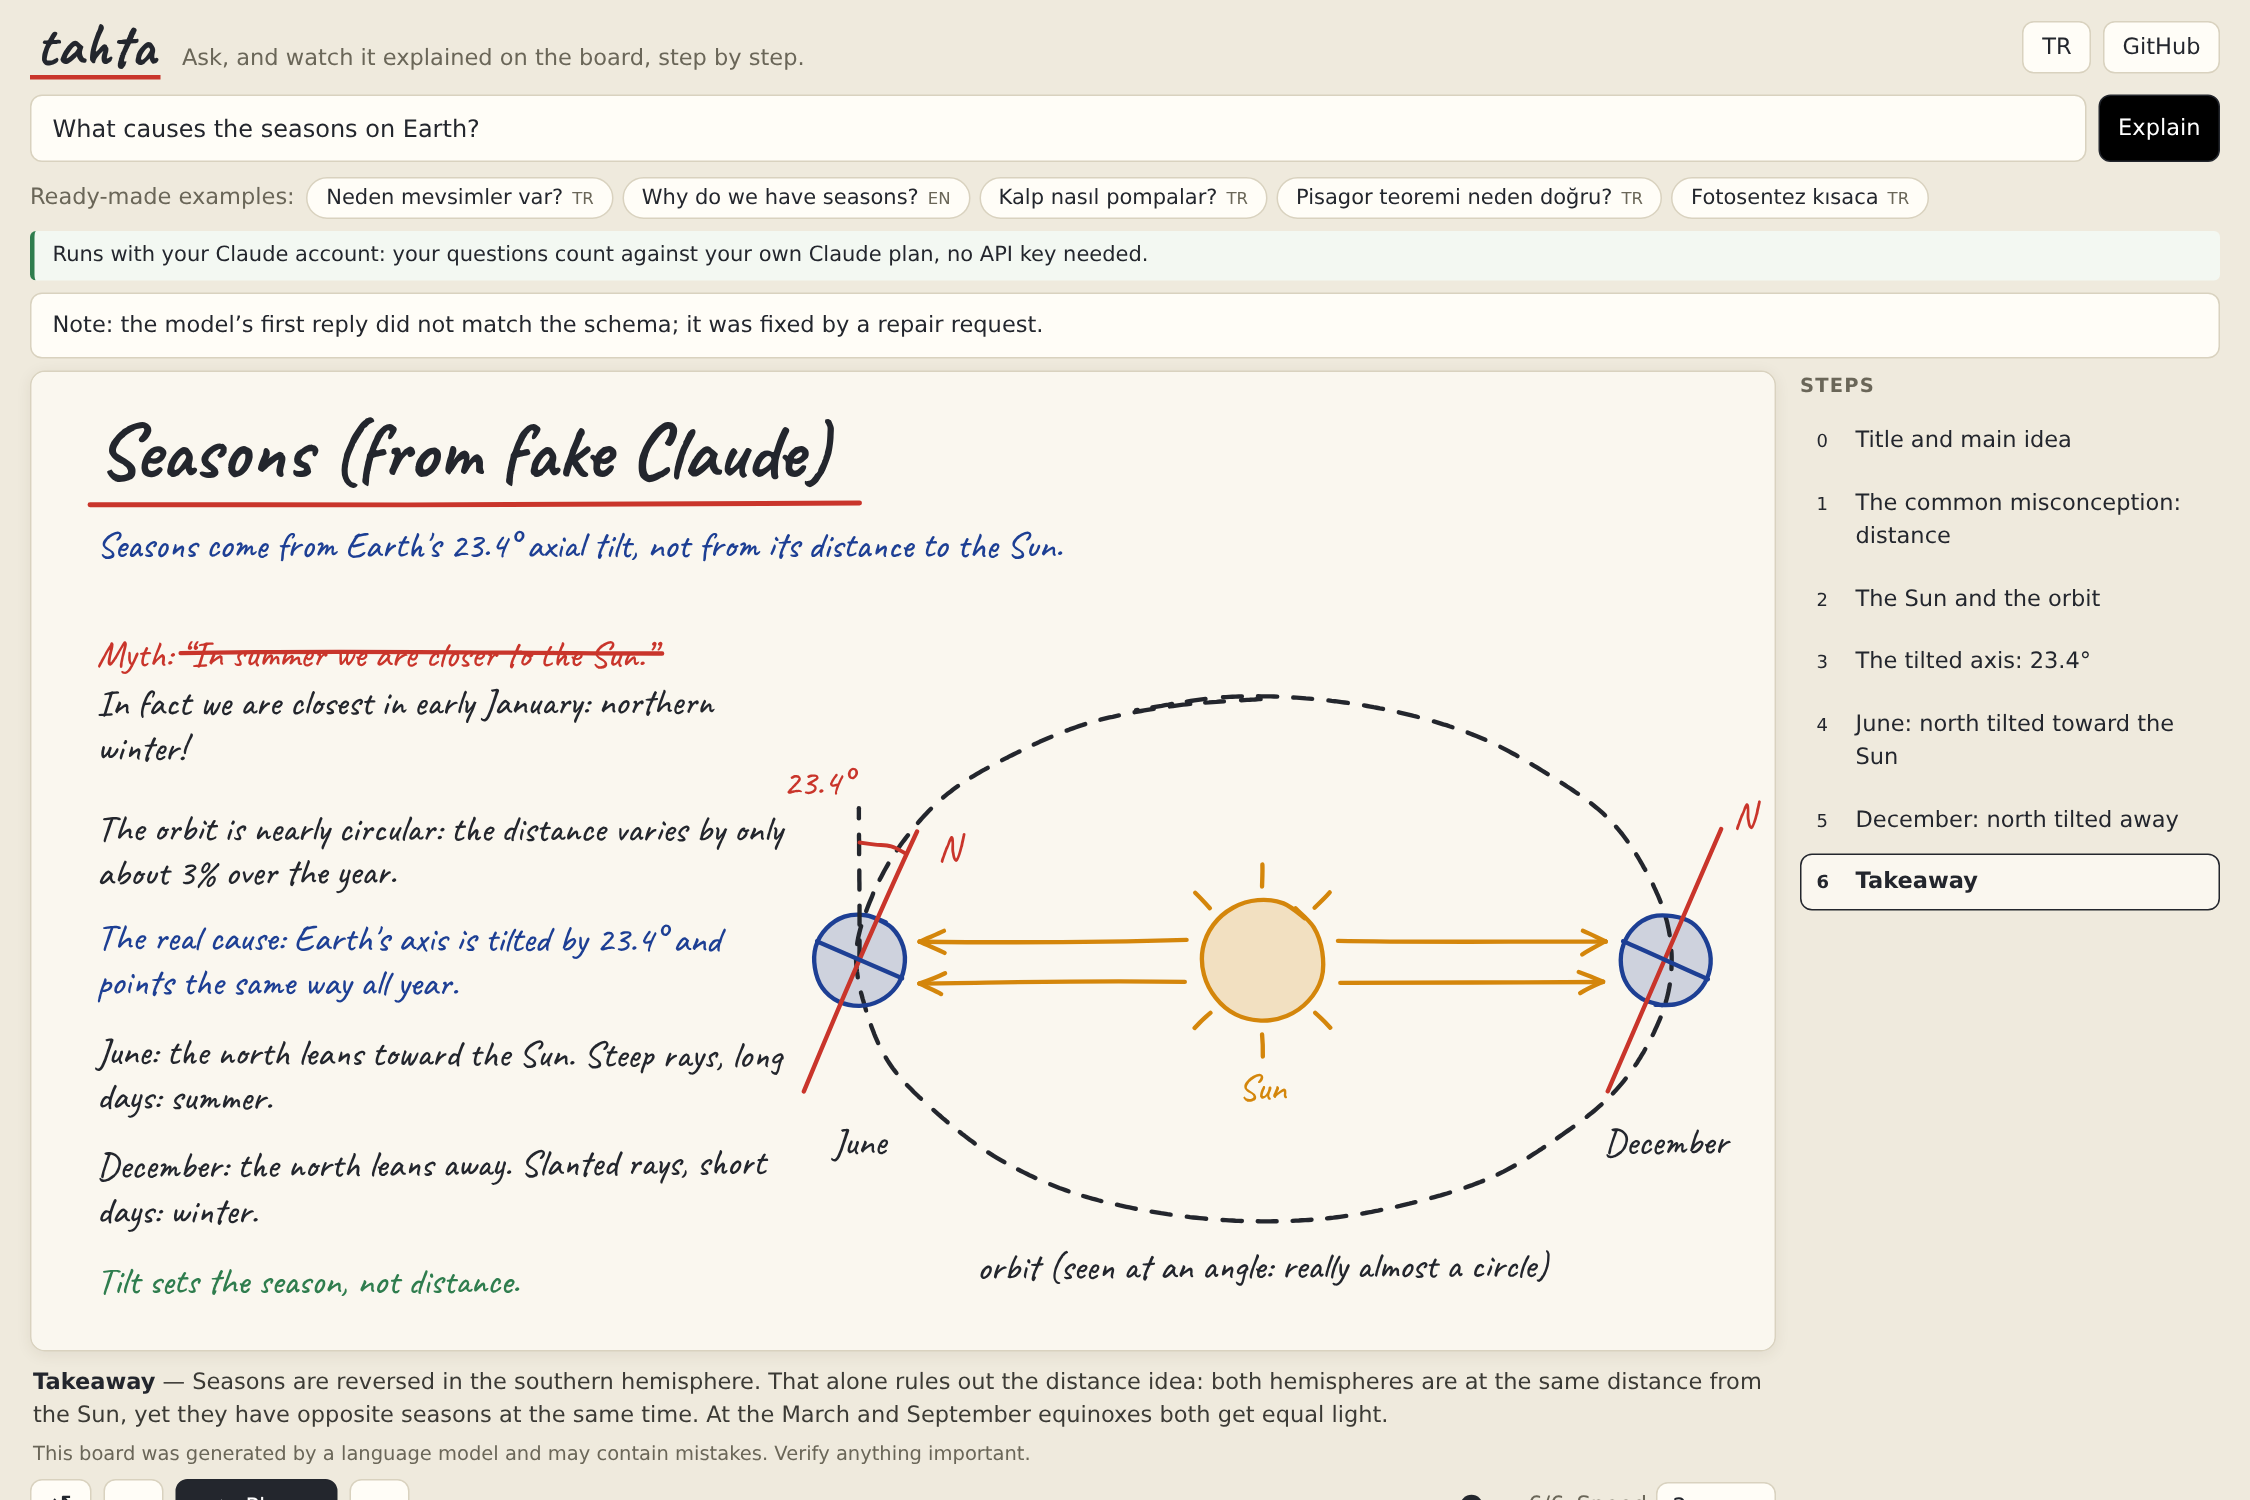 tahta
Ask, and watch it explained on the board, step by step.
TR
GitHub
What causes the seasons on Earth?
Explain
Ready-made examples:
Neden mevsimler var? TR
Why do we have seasons? EN
Kalp nasıl pompalar? TR
Pisagor teoremi neden doğru? TR
Fotosentez kısaca TR
Runs with your Claude account: your questions count against your own Claude plan, no API key needed.
Note: the model’s first reply did not match the schema; it was fixed by a repair request.
Seasons (from fake Claude)
Seasons come from Earth's 23.4° axial tilt, not from its distance to the Sun.
Myth: “In summer we are closer to the Sun.”
In fact we are closest in early January: northern
winter!
The orbit is nearly circular: the distance varies by only
about 3% over the year.
The real cause: Earth's axis is tilted by 23.4° and
points the same way all year.
June: the north leans toward the Sun. Steep rays, long
days: summer.
December: the north leans away. Slanted rays, short
days: winter.
Tilt sets the season, not distance.
23.4°
N
N
Sun
June
December
orbit (seen at an angle: really almost a circle)
STEPS
0 Title and main idea
1 The common misconception:
distance
2 The Sun and the orbit
3 The tilted axis: 23.4°
4 June: north tilted toward the
Sun
5 December: north tilted away
6 Takeaway
Takeaway — Seasons are reversed in the southern hemisphere. That alone rules out the distance idea: both hemispheres are at the same distance from
the Sun, yet they have opposite seasons at the same time. At the March and September equinoxes both get equal light.
This board was generated by a language model and may contain mistakes. Verify anything important.